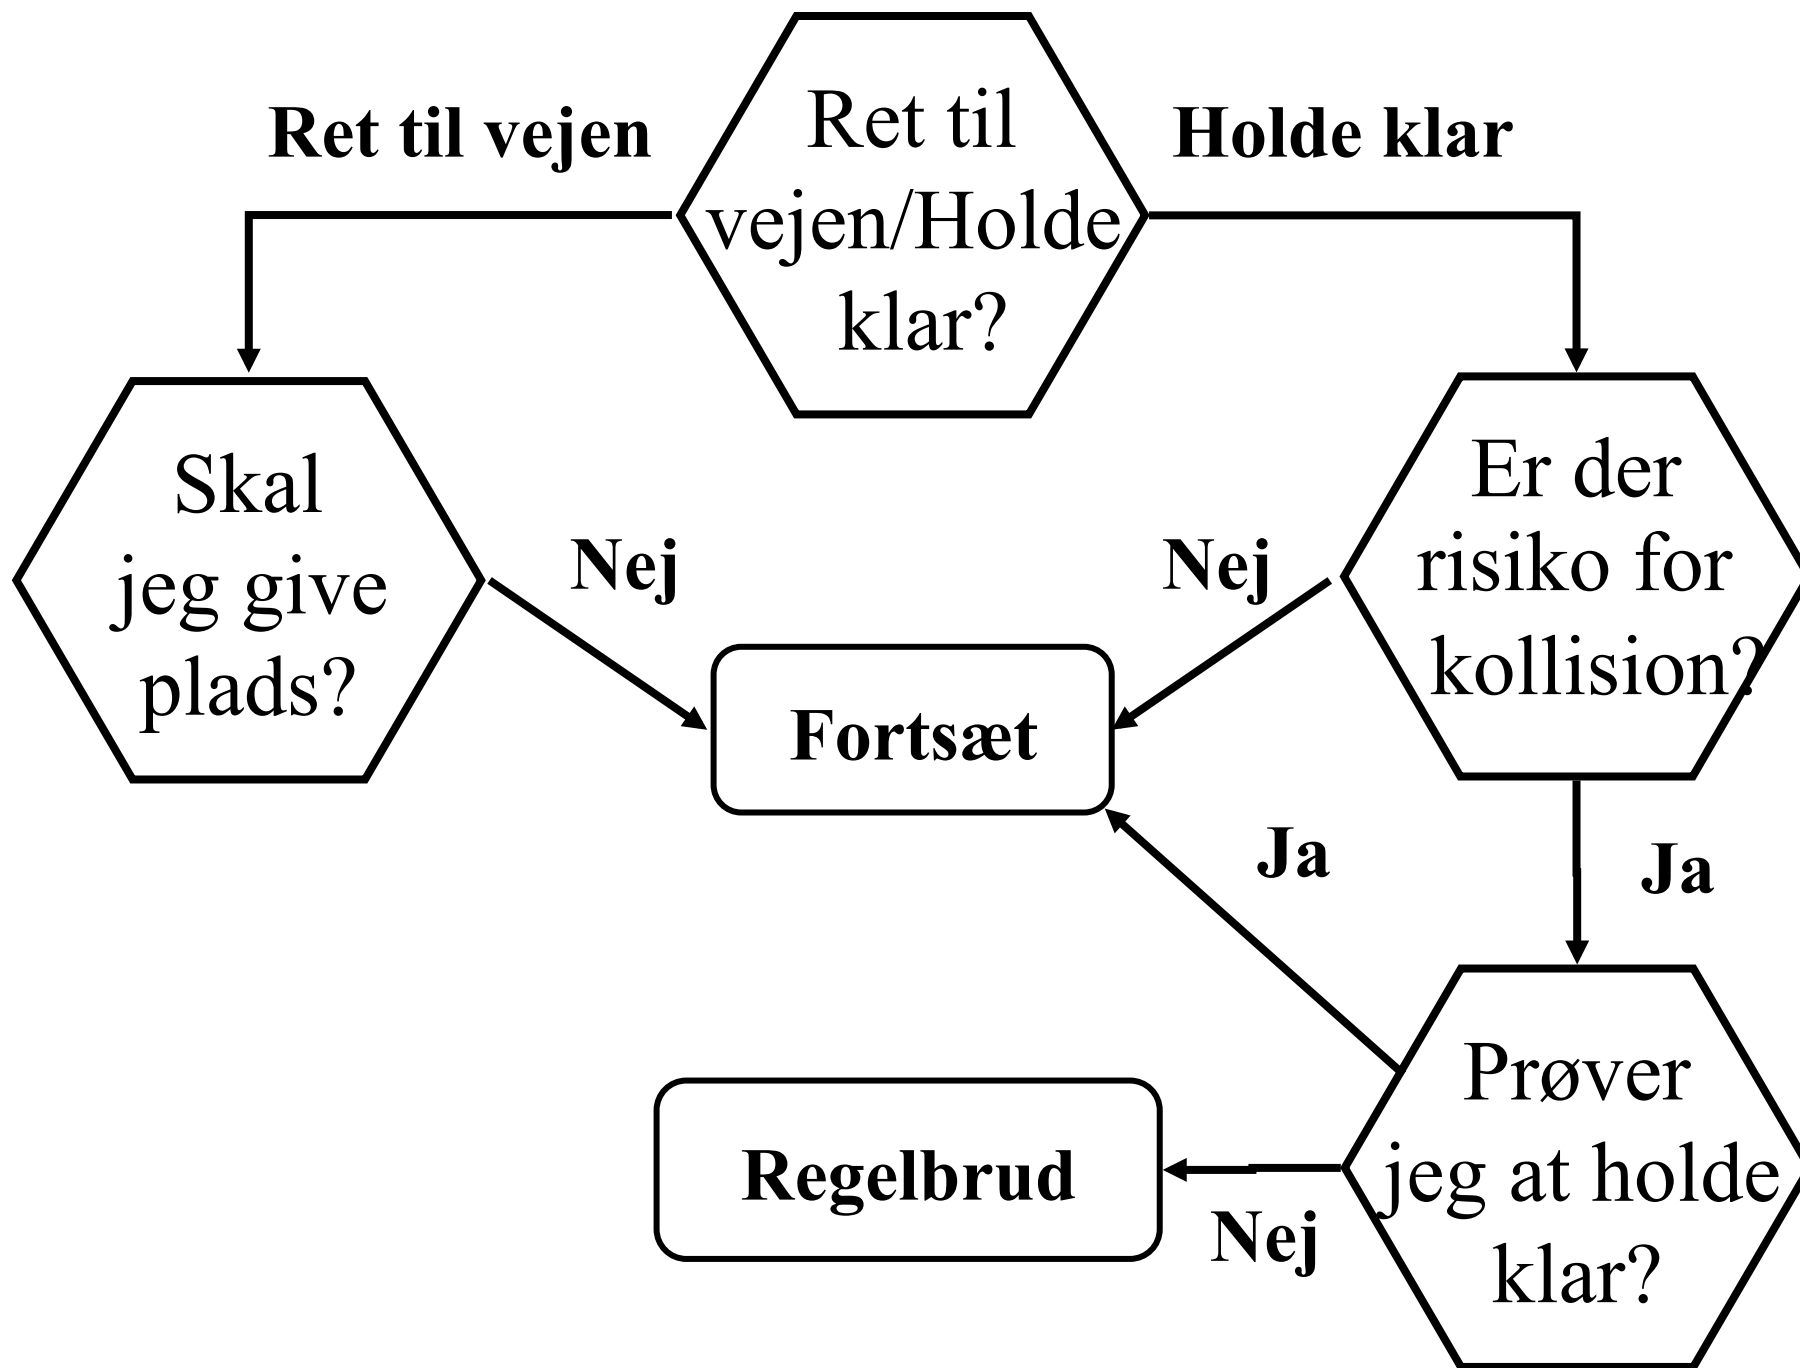 Ret til vejen
Ret til
vejen/Holde
klar?
Holde klar
Skal
jeg give
plads?
Nej
Nej
Er der
risiko for
kollision?
Fortsæt
Ja
Ja
Prøver
jeg at holde
klar?
Regelbrud
Nej